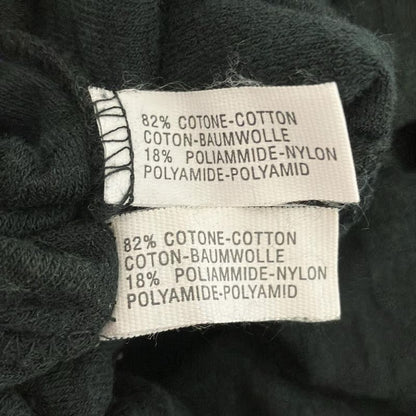 82% COTONE-COTTON
COTON-BAUMWOLLE
18% POLIAMMIDE-NYLON
POLYAMIDE-POLYAMID
82% COTONE-COTTON
COTON-BAUMWOLLE
18% POLIAMMIDE-NYLON
POLYAMIDE-POLYAMID